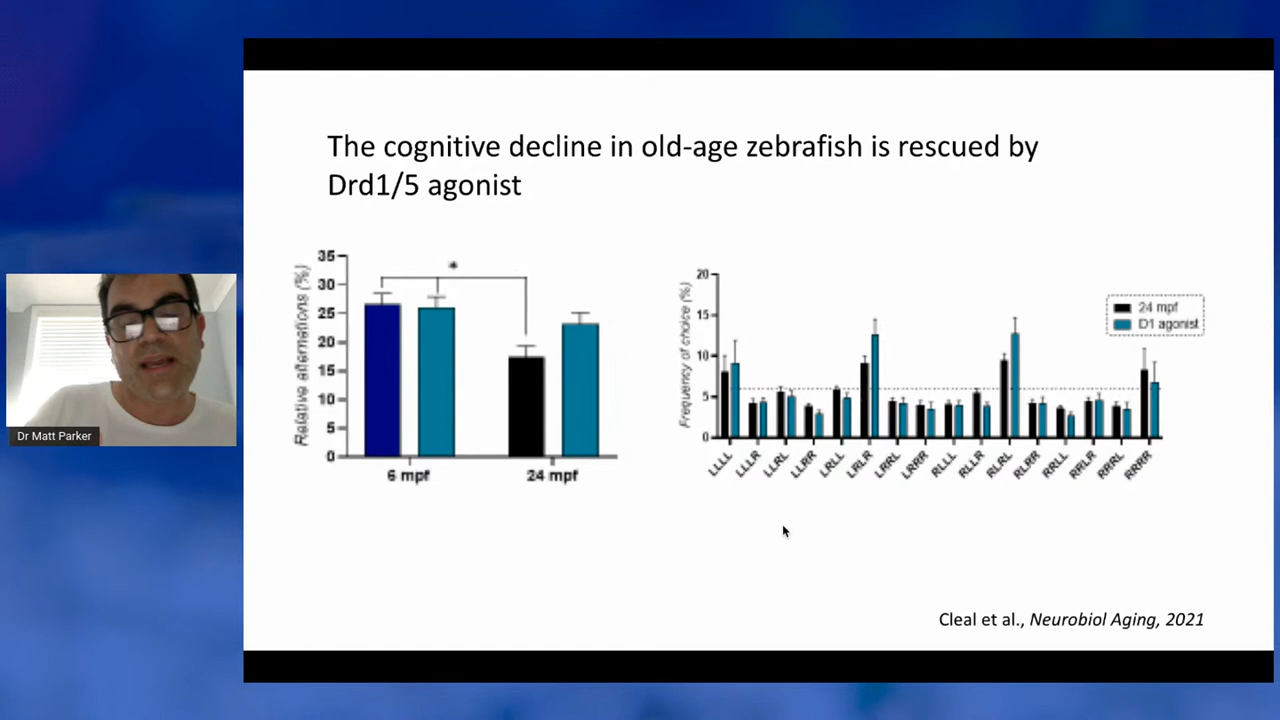 The cognitive decline in old-age zebrafish is rescued by
Drd1/5 agonist
Relative alternations (%)
35
30
25
20
15
10
5
0
*
6 mpf
24 mpf
Frequency of choice (%)
20
15
10
5
0
24 mpf
D1 agonist
LLLL
LLLR
LLRL
LLRR
LRLL
LRLR
LRRL
LRRR
RLLL
RLLR
RLRL
RLRR
RRLL
RRLR
RRRL
RRRR
Dr Matt Parker
Cleal et al., Neurobiol Aging, 2021